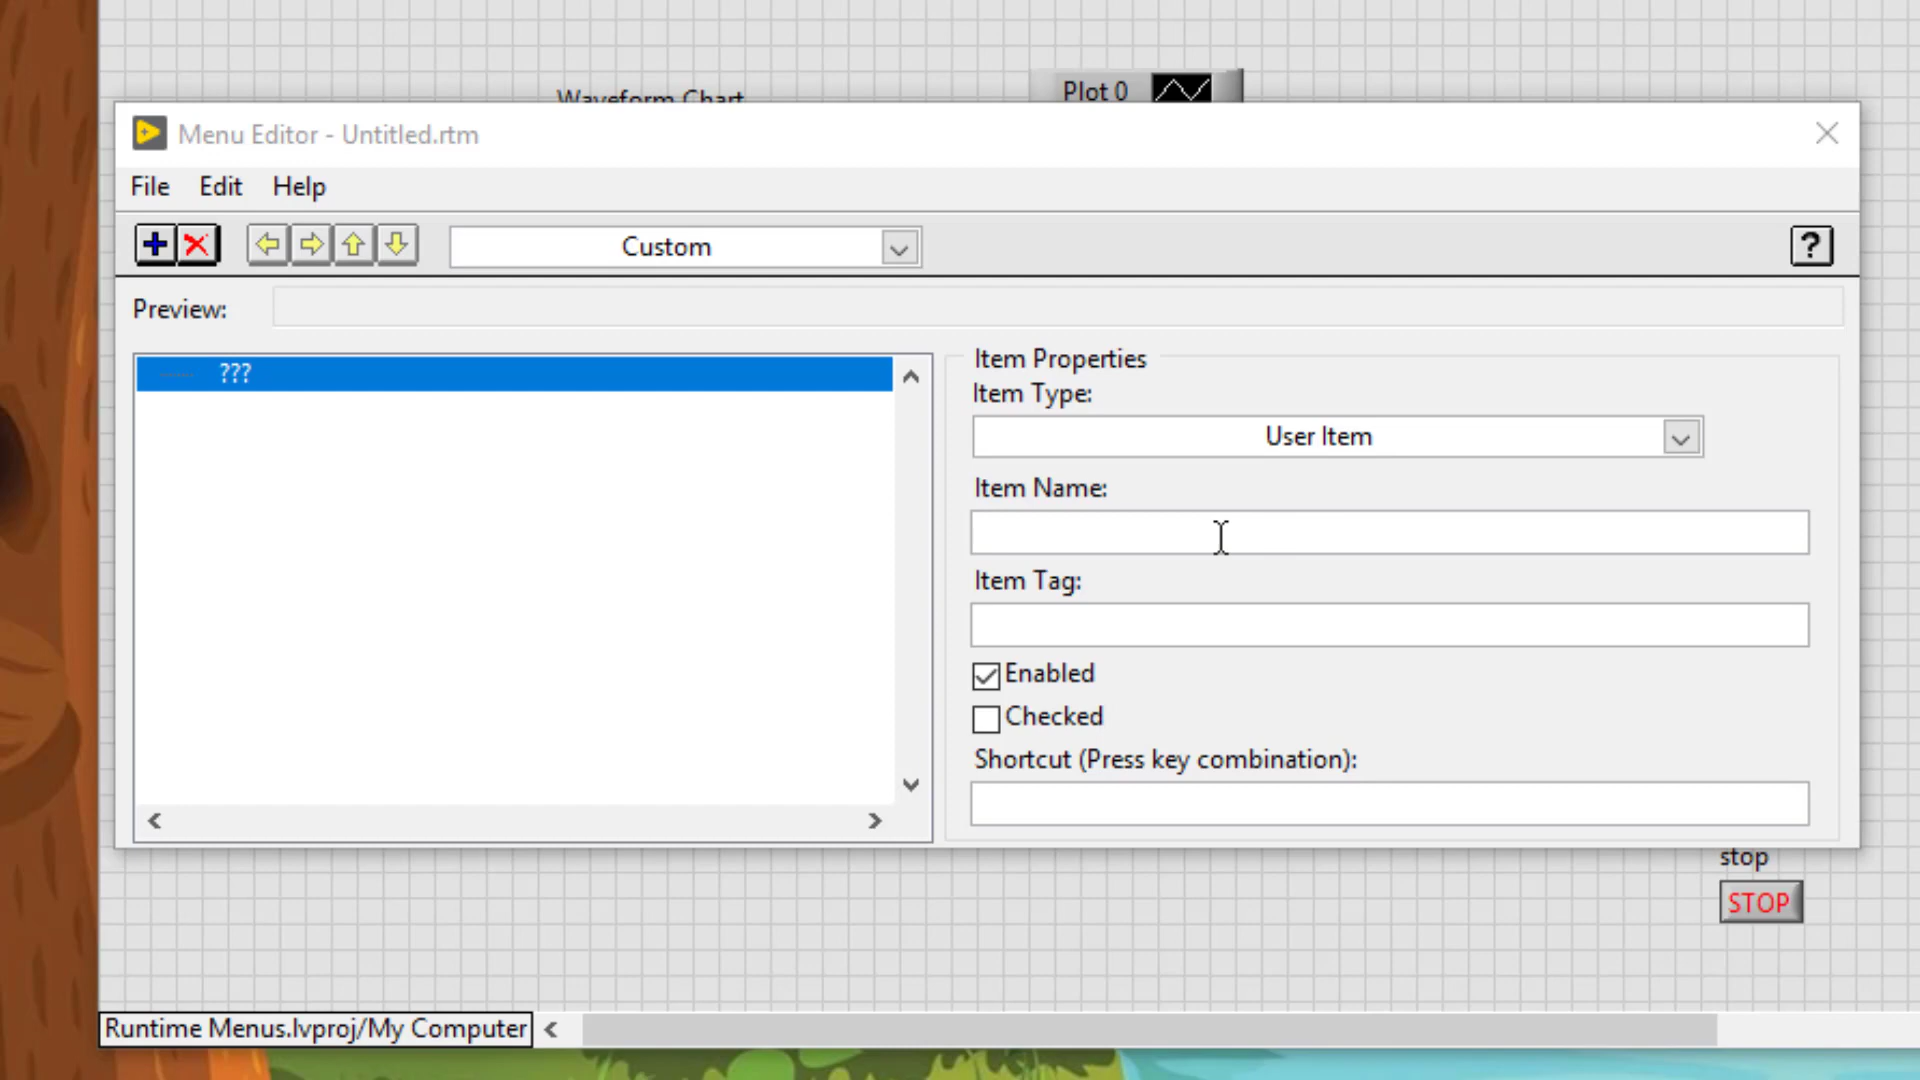 Waveform Chart
Plot 0
Menu Editor - Untitled.rtm
File Edit Help
Custom
?
Preview:
???
Item Properties
Item Type:
User Item
Item Name:
Item Tag:
Enabled
Checked
Shortcut (Press key combination):
stop
STOP
Runtime Menus.lvproj/My Computer